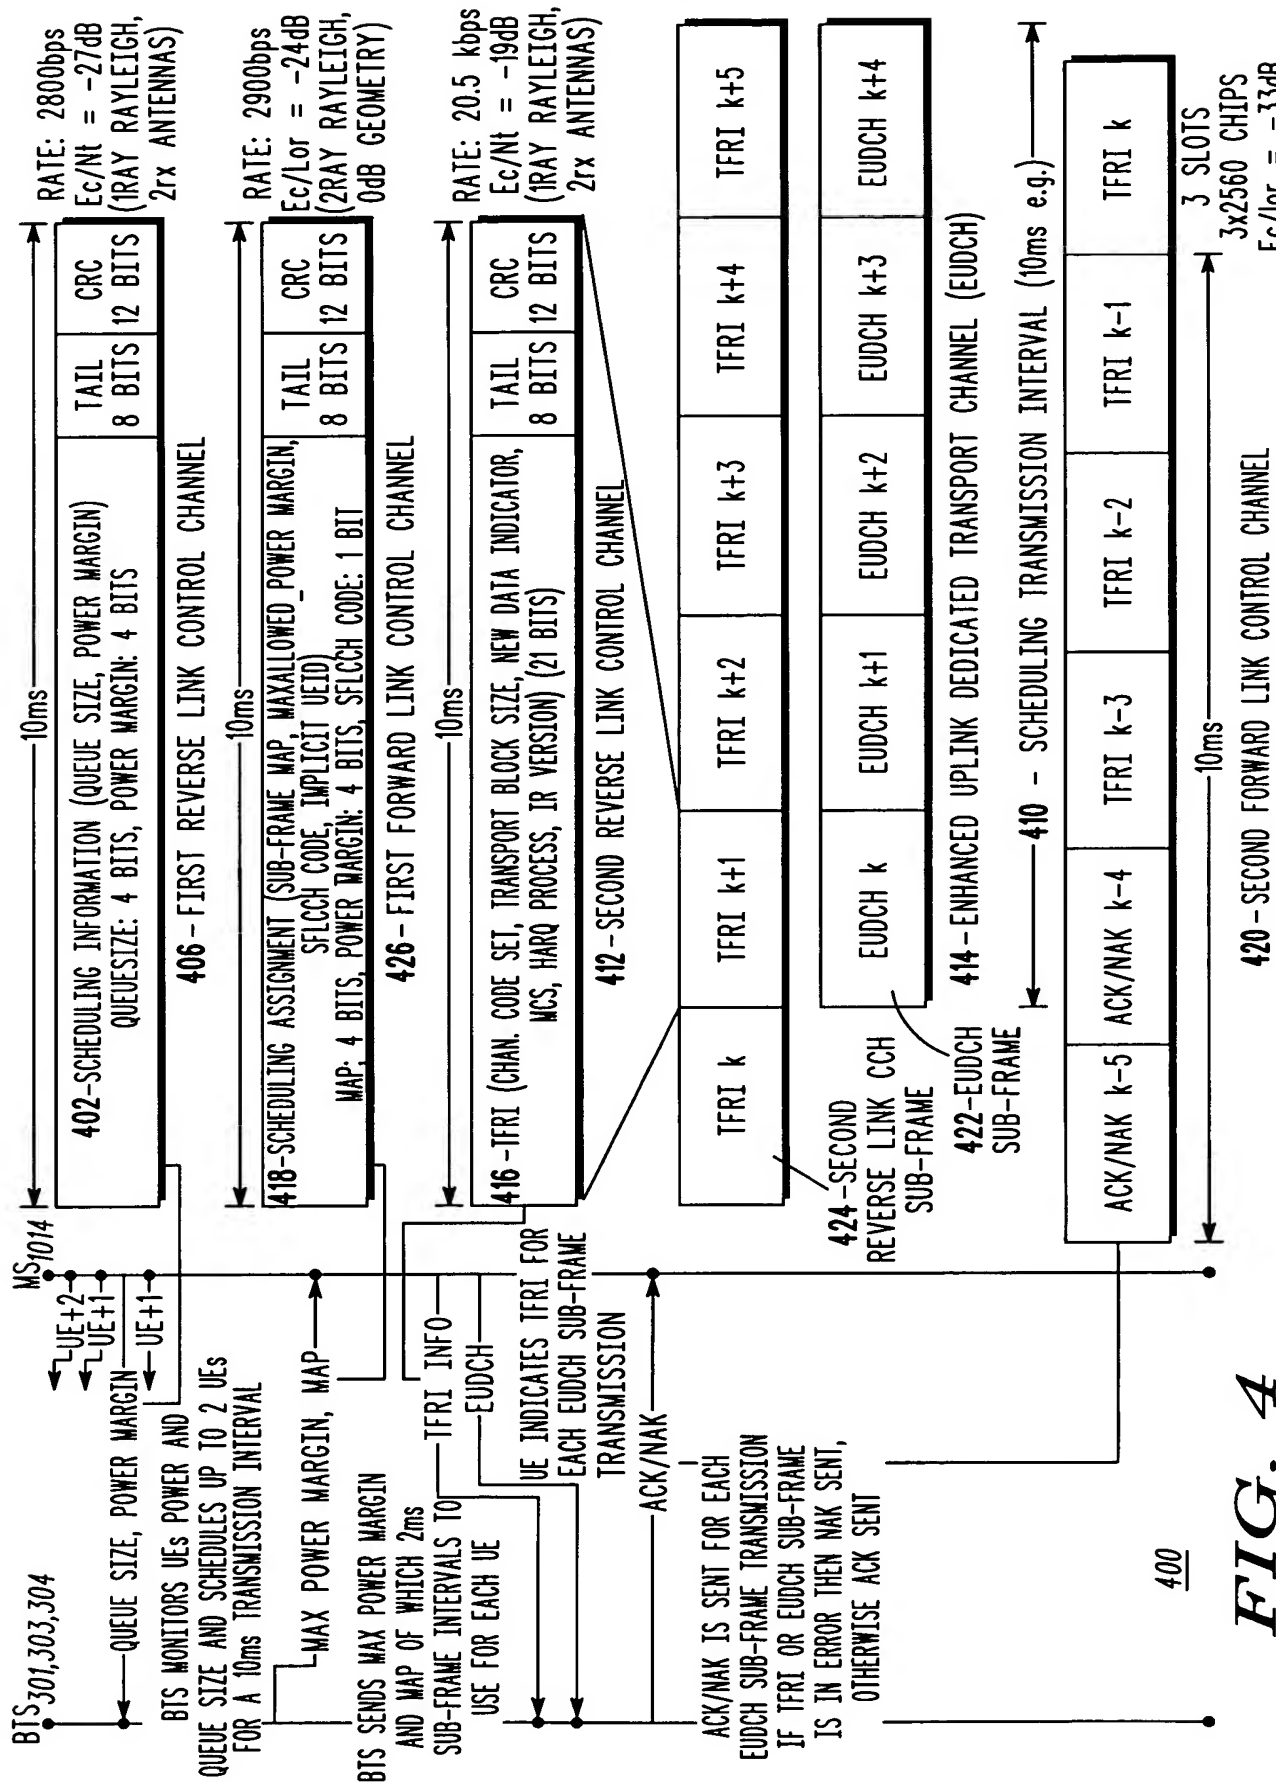 BTS 301,303,304
MS 1014
UE+2
UE+1
UE+1
QUEUE SIZE, POWER MARGIN
BTS MONITORS UEs POWER AND
QUEUE SIZE AND SCHEDULES UP TO 2 UEs
FOR A 10ms TRANSMISSION INTERVAL
MAX POWER MARGIN, MAP
BTS SENDS MAX POWER MARGIN
AND MAP OF WHICH 2ms
SUB-FRAME INTERVALS TO
USE FOR EACH UE
TFRI INFO
EUDCH
UE INDICATES TFRI FOR
EACH EUDCH SUB-FRAME
TRANSMISSION
ACK/NAK
ACK/NAK IS SENT FOR EACH
EUDCH SUB-FRAME TRANSMISSION
IF TFRI OR EUDCH SUB-FRAME
IS IN ERROR THEN NAK SENT,
OTHERWISE ACK SENT
10ms
402-SCHEDULING INFORMATION (QUEUE SIZE, POWER MARGIN)
QUEUESIZE: 4 BITS, POWER MARGIN: 4 BITS
TAIL
8 BITS
CRC
12 BITS
RATE: 2800bps
Ec/Nt = -27dB
(1RAY RAYLEIGH,
2rx ANTENNAS)
406-FIRST REVERSE LINK CONTROL CHANNEL
10ms
418-SCHEDULING ASSIGNMENT (SUB-FRAME MAP, MAXALLOWED_POWER MARGIN,
SFLCCH CODE, IMPLICIT UEID)
MAP: 4 BITS, POWER MARGIN: 4 BITS, SFLCCH CODE: 1 BIT
TAIL
8 BITS
CRC
12 BITS
RATE: 2900bps
Ec/Lor = -24dB
(2RAY RAYLEIGH,
0dB GEOMETRY)
426-FIRST FORWARD LINK CONTROL CHANNEL
10ms
416-TFRI (CHAN. CODE SET, TRANSPORT BLOCK SIZE, NEW DATA INDICATOR,
MCS, HARQ PROCESS, IR VERSION) (21 BITS)
TAIL
8 BITS
CRC
12 BITS
RATE: 20.5 kbps
Ec/Nt = -19dB
(1RAY RAYLEIGH,
2rx ANTENNAS)
412-SECOND REVERSE LINK CONTROL CHANNEL
TFRI k
TFRI k+1
TFRI k+2
TFRI k+3
TFRI k+4
TFRI k+5
424-SECOND
REVERSE LINK CCH
SUB-FRAME
EUDCH k
EUDCH k+1
EUDCH k+2
EUDCH k+3
EUDCH k+4
422-EUDCH
SUB-FRAME
414-ENHANCED UPLINK DEDICATED TRANSPORT CHANNEL (EUDCH)
410 - SCHEDULING TRANSMISSION INTERVAL (10ms e.g.)
ACK/NAK k-5
ACK/NAK k-4
TFRI k-3
TFRI k-2
TFRI k-1
TFRI k
10ms
3 SLOTS
3x2560 CHIPS
Ec/Ior = -33dB
420-SECOND FORWARD LINK CONTROL CHANNEL
400
FIG. 4